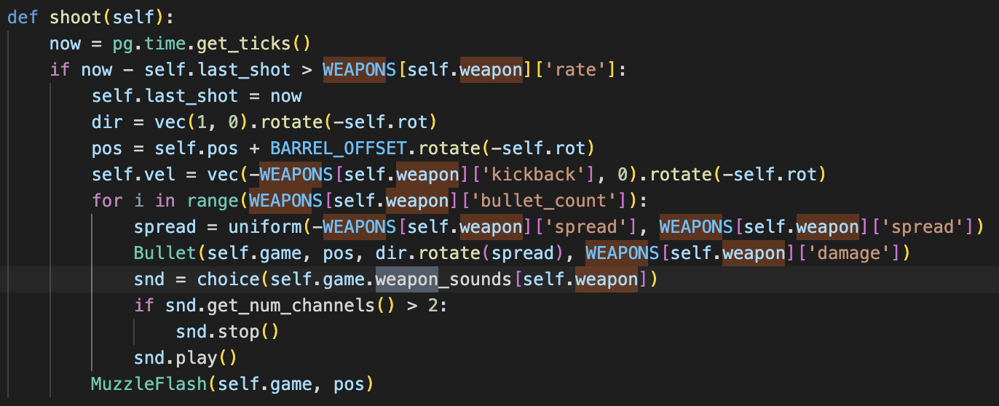 def shoot(self):
    now = pg.time.get_ticks()
    if now - self.last_shot > WEAPONS[self.weapon]['rate']:
        self.last_shot = now
        dir = vec(1, 0).rotate(-self.rot)
        pos = self.pos + BARREL_OFFSET.rotate(-self.rot)
        self.vel = vec(-WEAPONS[self.weapon]['kickback'], 0).rotate(-self.rot)
        for i in range(WEAPONS[self.weapon]['bullet_count']):
            spread = uniform(-WEAPONS[self.weapon]['spread'], WEAPONS[self.weapon]['spread'])
            Bullet(self.game, pos, dir.rotate(spread), WEAPONS[self.weapon]['damage'])
            snd = choice(self.game.weapon_sounds[self.weapon])
            if snd.get_num_channels() > 2:
                snd.stop()
            snd.play()
        MuzzleFlash(self.game, pos)